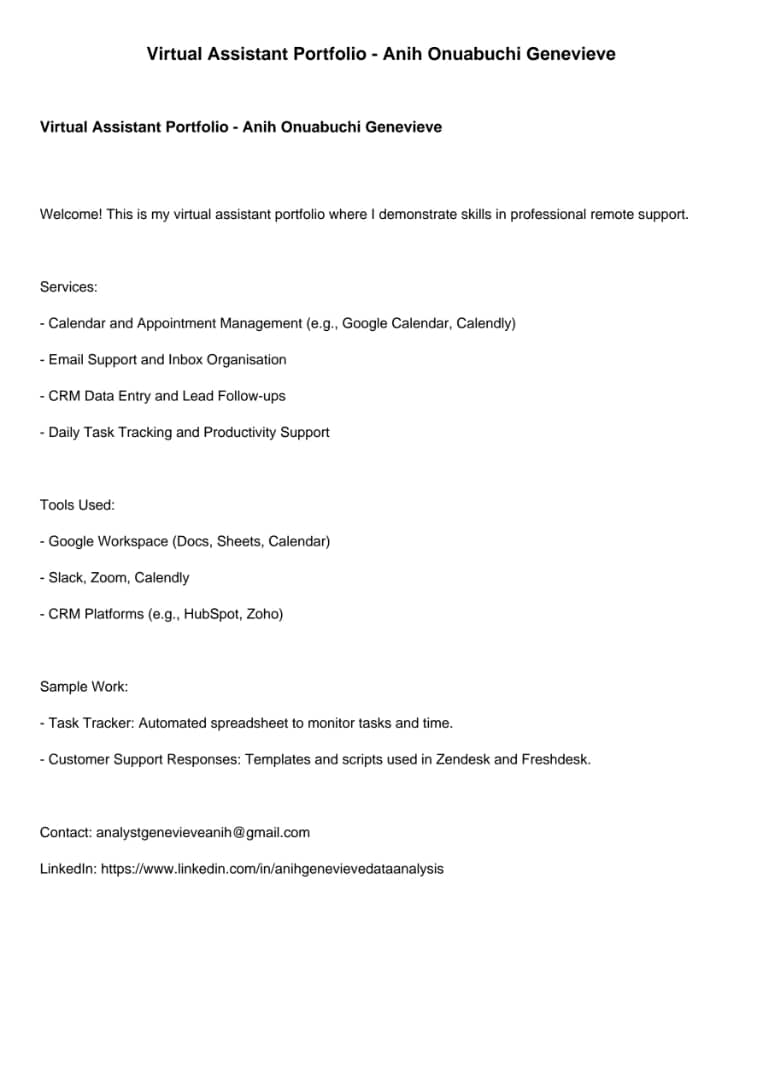 Virtual Assistant Portfolio - Anih Onuabuchi Genevieve
Virtual Assistant Portfolio - Anih Onuabuchi Genevieve
Welcome! This is my virtual assistant portfolio where I demonstrate skills in professional remote support.
Services:
- Calendar and Appointment Management (e.g., Google Calendar, Calendly)
- Email Support and Inbox Organisation
- CRM Data Entry and Lead Follow-ups
- Daily Task Tracking and Productivity Support
Tools Used:
- Google Workspace (Docs, Sheets, Calendar)
- Slack, Zoom, Calendly
- CRM Platforms (e.g., HubSpot, Zoho)
Sample Work:
- Task Tracker: Automated spreadsheet to monitor tasks and time.
- Customer Support Responses: Templates and scripts used in Zendesk and Freshdesk.
Contact: analystgenevieveanih@gmail.com
LinkedIn: https://www.linkedin.com/in/anihgenevievedataanalysis